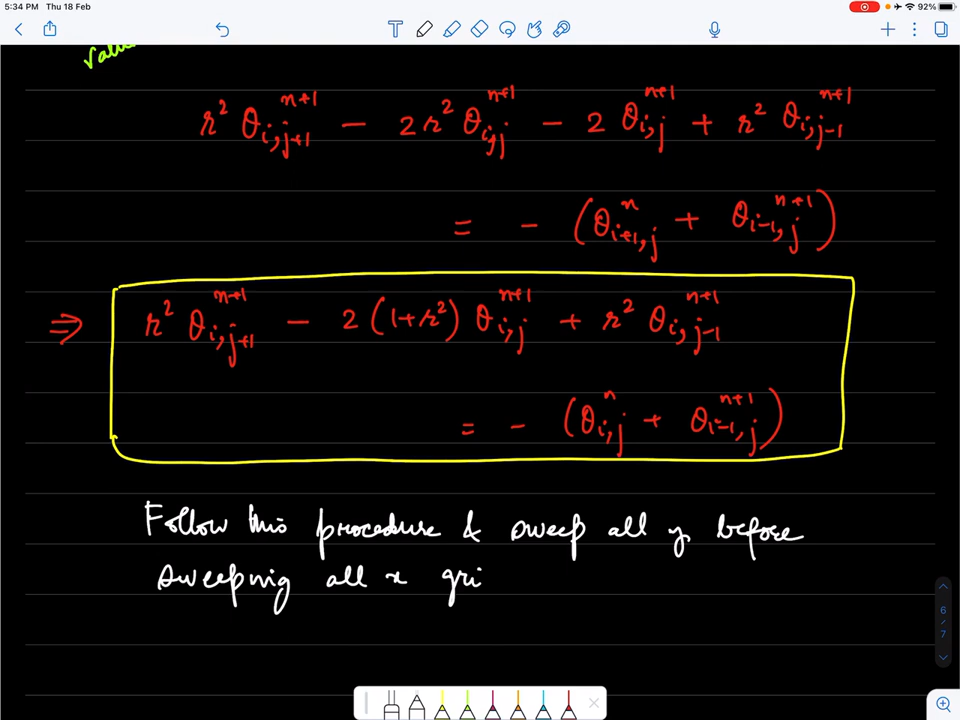 5:34 PM Thu 18 Feb
92%
r² θ_{i,j+1}^{n+1} − 2r² θ_{i,j}^{n+1} − 2 θ_{i,j}^{n+1} + r² θ_{i,j-1}^{n+1}
= − (θ_{i+1,j}^{n} + θ_{i-1,j}^{n+1})
⇒ r² θ_{i,j+1}^{n+1} − 2(1+r²) θ_{i,j}^{n+1} + r² θ_{i,j-1}^{n+1}
= − (θ_{i,j}^{n} + θ_{i-1,j}^{n+1})
Follow this procedure & sweep all y before
sweeping all x gri
6
/
7